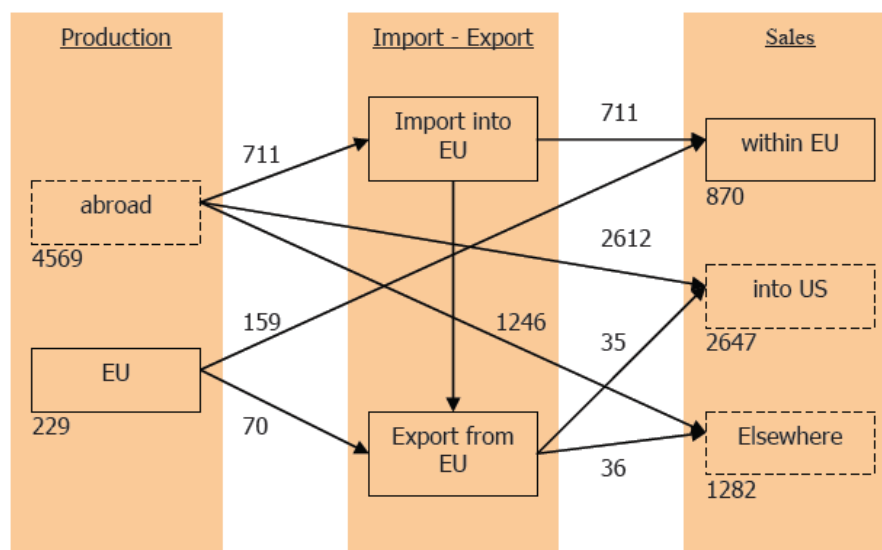 Production
Import - Export
Sales
711
Import into
EU
711
within EU
870
abroad
4569
2612
into US
2647
159
1246
35
EU
229
70
Export from
EU
36
Elsewhere
1282